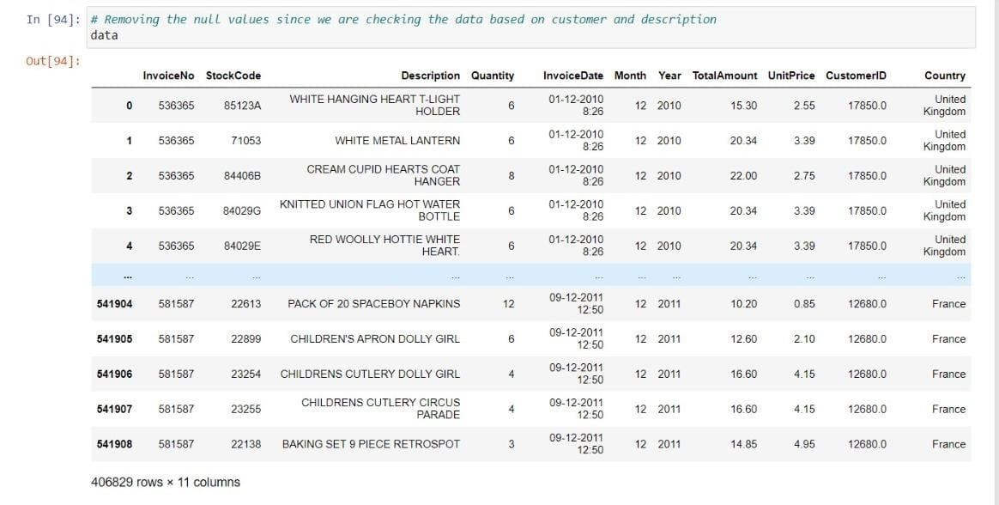 In [94]: # Removing the null values since we are checking the data based on customer and description
data
Out[94]:
InvoiceNo StockCode Description Quantity InvoiceDate Month Year TotalAmount UnitPrice CustomerID Country
0 536365 85123A WHITE HANGING HEART T-LIGHT HOLDER 6 01-12-2010 8:26 12 2010 15.30 2.55 17850.0 United Kingdom
1 536365 71053 WHITE METAL LANTERN 6 01-12-2010 8:26 12 2010 20.34 3.39 17850.0 United Kingdom
2 536365 84406B CREAM CUPID HEARTS COAT HANGER 8 01-12-2010 8:26 12 2010 22.00 2.75 17850.0 United Kingdom
3 536365 84029G KNITTED UNION FLAG HOT WATER BOTTLE 6 01-12-2010 8:26 12 2010 20.34 3.39 17850.0 United Kingdom
4 536365 84029E RED WOOLLY HOTTIE WHITE HEART. 6 01-12-2010 8:26 12 2010 20.34 3.39 17850.0 United Kingdom
... ... ... ... ... ... ... ... ... ... ... ...
541904 581587 22613 PACK OF 20 SPACEBOY NAPKINS 12 09-12-2011 12:50 12 2011 10.20 0.85 12680.0 France
541905 581587 22899 CHILDREN'S APRON DOLLY GIRL 6 09-12-2011 12:50 12 2011 12.60 2.10 12680.0 France
541906 581587 23254 CHILDRENS CUTLERY DOLLY GIRL 4 09-12-2011 12:50 12 2011 16.60 4.15 12680.0 France
541907 581587 23255 CHILDRENS CUTLERY CIRCUS PARADE 4 09-12-2011 12:50 12 2011 16.60 4.15 12680.0 France
541908 581587 22138 BAKING SET 9 PIECE RETROSPOT 3 09-12-2011 12:50 12 2011 14.85 4.95 12680.0 France
406829 rows × 11 columns